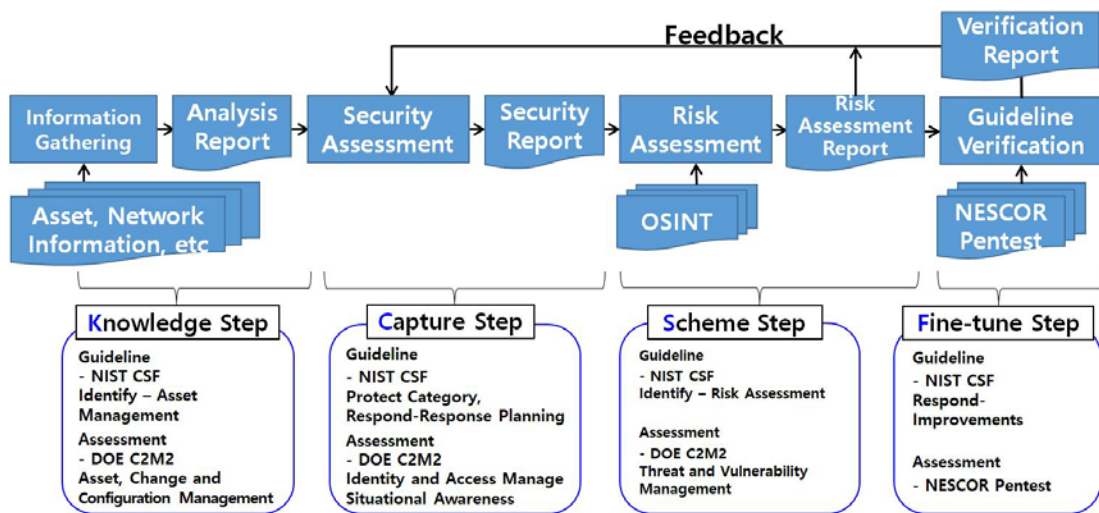 Feedback
Verification
Report
Information
Gathering
Analysis
Report
Security
Assessment
Security
Report
Risk
Assessment
Risk
Assessment
Report
Guideline
Verification
Asset, Network
Information, etc
OSINT
NESCOR
Pentest
Knowledge Step
Guideline
- NIST CSF
Identify – Asset
Management
Assessment
- DOE C2M2
Asset, Change and
Configuration Management
Capture Step
Guideline
- NIST CSF
Protect Category,
Respond-Response Planning
Assessment
- DOE C2M2
Identity and Access Manage
Situational Awareness
Scheme Step
Guideline
- NIST CSF
Identify – Risk Assessment
Assessment
- DOE C2M2
Threat and Vulnerability
Management
Fine-tune Step
Guideline
- NIST CSF
Respond-
Improvements
Assessment
- NESCOR Pentest